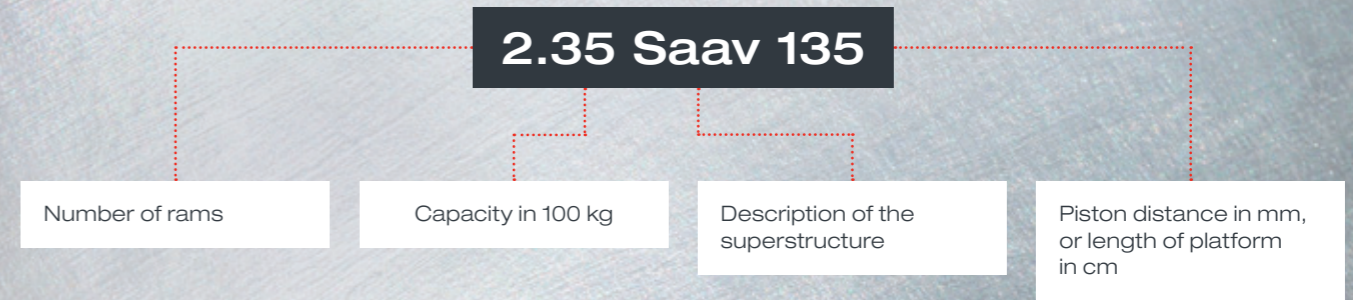 2.35 Saav 135
Number of rams
Capacity in 100 kg
Description of the
superstructure
Piston distance in mm,
or length of platform
in cm